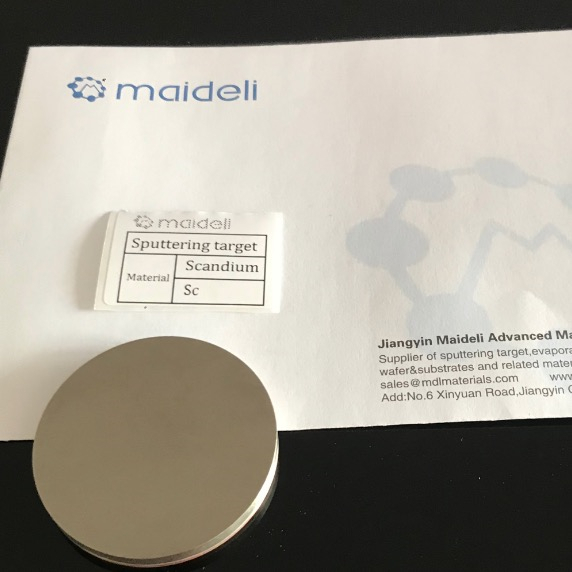 maideli
maideli
Sputtering target
Material
Scandium
Sc
Jiangyin Maideli Advanced Ma
Supplier of sputtering target,evapora
wafer&substrates and related mater
sales@mdlmaterials.com www
Add:No.6 Xinyuan Road,Jiangyin C